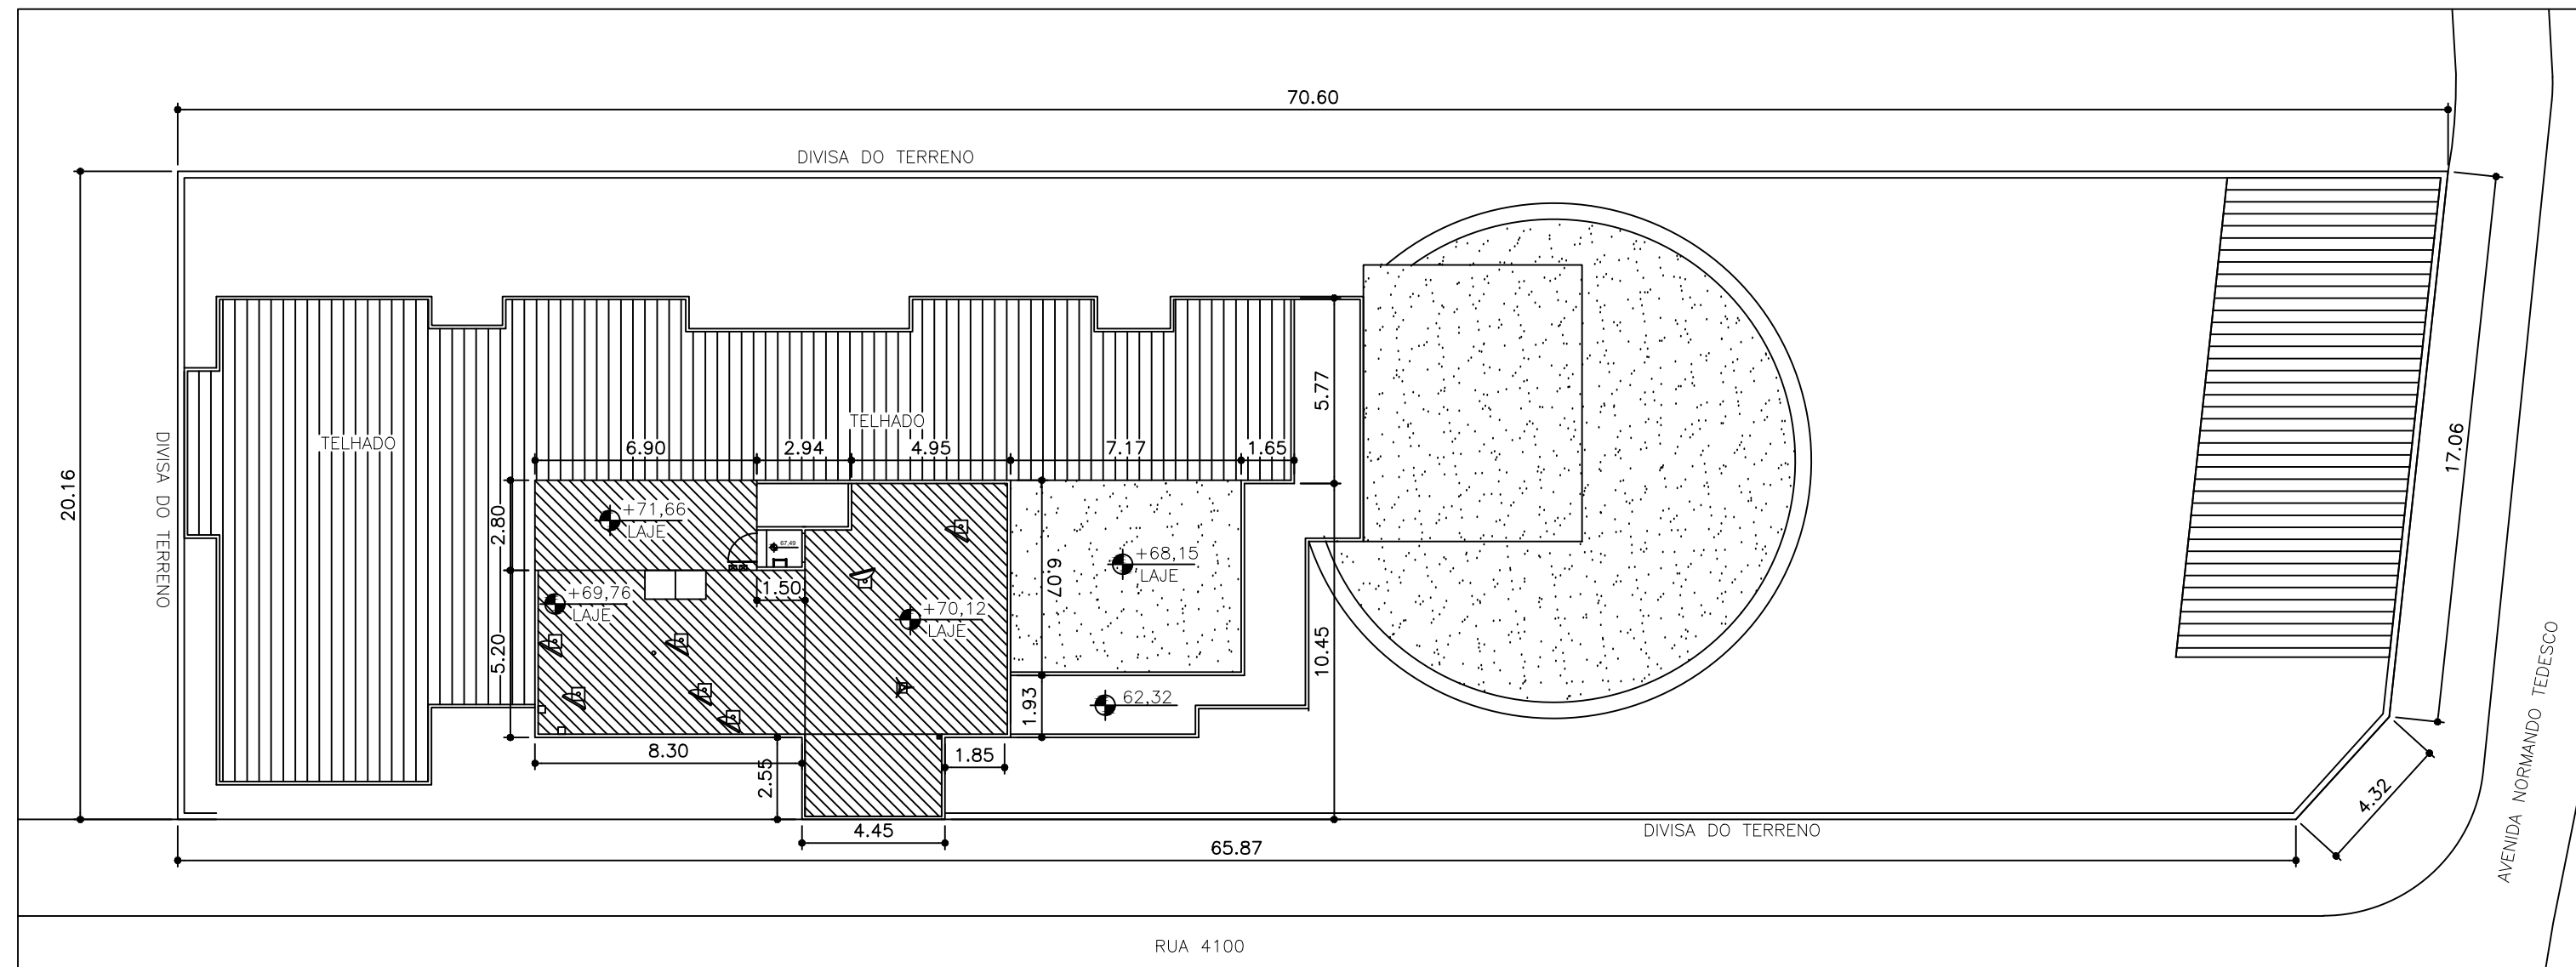 70.60
DIVISA DO TERRENO
20.16
DIVISA DO TERRENO
TELHADO
TELHADO
6.90
2.94
4.95
7.17
1.65
5.77
17.06
2.80
+71,66
LAJE
67,49
+68,15
LAJE
6.07
1.50
+69,76
LAJE
+70,12
LAJE
5.20
10.45
1.93
62,32
8.30
2.55
1.85
4.45
4.32
DIVISA DO TERRENO
65.87
AVENIDA NORMANDO TEDESCO
RUA 4100